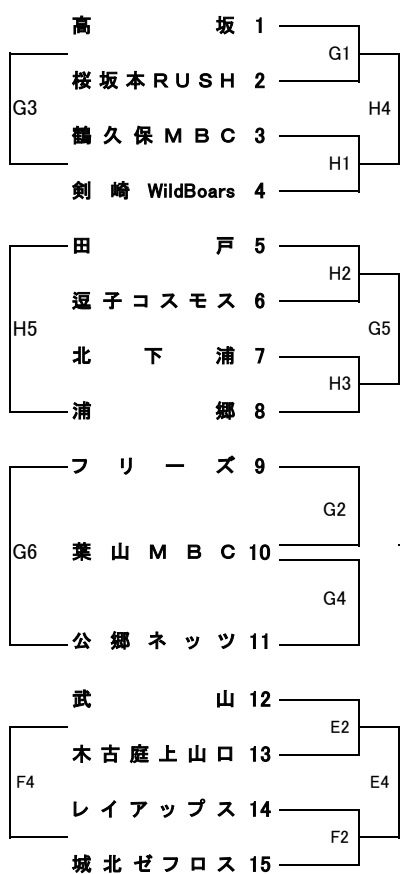 高坂 1
G1
桜坂本RUSH 2
G3
H4
鶴久保MBC 3
H1
剣崎 WildBoars 4
田戸 5
H2
逗子コスモス 6
H5
G5
北下浦 7
H3
浦郷 8
フリーズ 9
G2
G6
葉山MBC 10
G4
公郷ネッツ 11
武山 12
E2
木古庭上山口 13
F4
E4
レイアップス 14
F2
城北ゼフロス 15